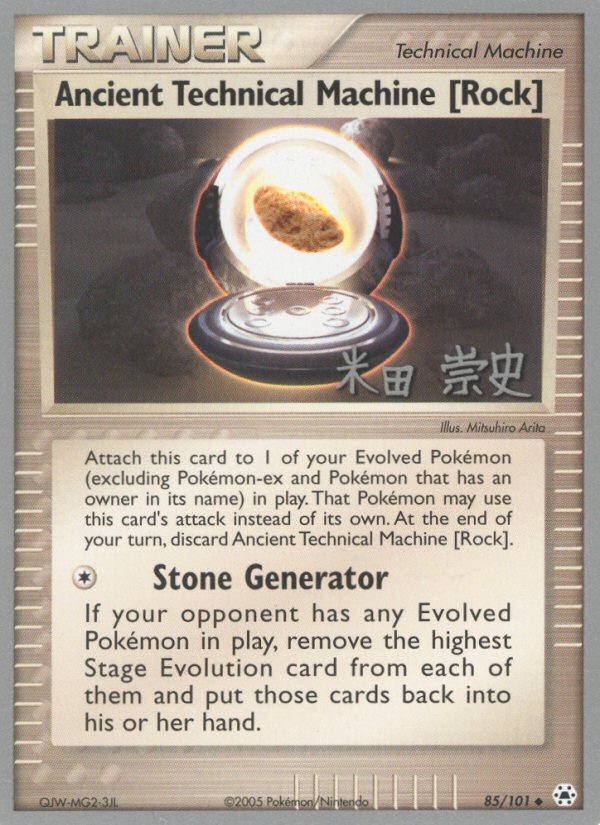 TRAINER
Technical Machine
Ancient Technical Machine [Rock]
米田 崇史
Illus. Mitsuhiro Arita
Attach this card to 1 of your Evolved Pokémon
(excluding Pokémon-ex and Pokémon that has an
owner in its name) in play. That Pokémon may use
this card's attack instead of its own. At the end of
your turn, discard Ancient Technical Machine [Rock].
Stone Generator
If your opponent has any Evolved
Pokémon in play, remove the highest
Stage Evolution card from each of
them and put those cards back into
his or her hand.
QJW-MG2-3JL
©2005 Pokémon/Nintendo
85/101